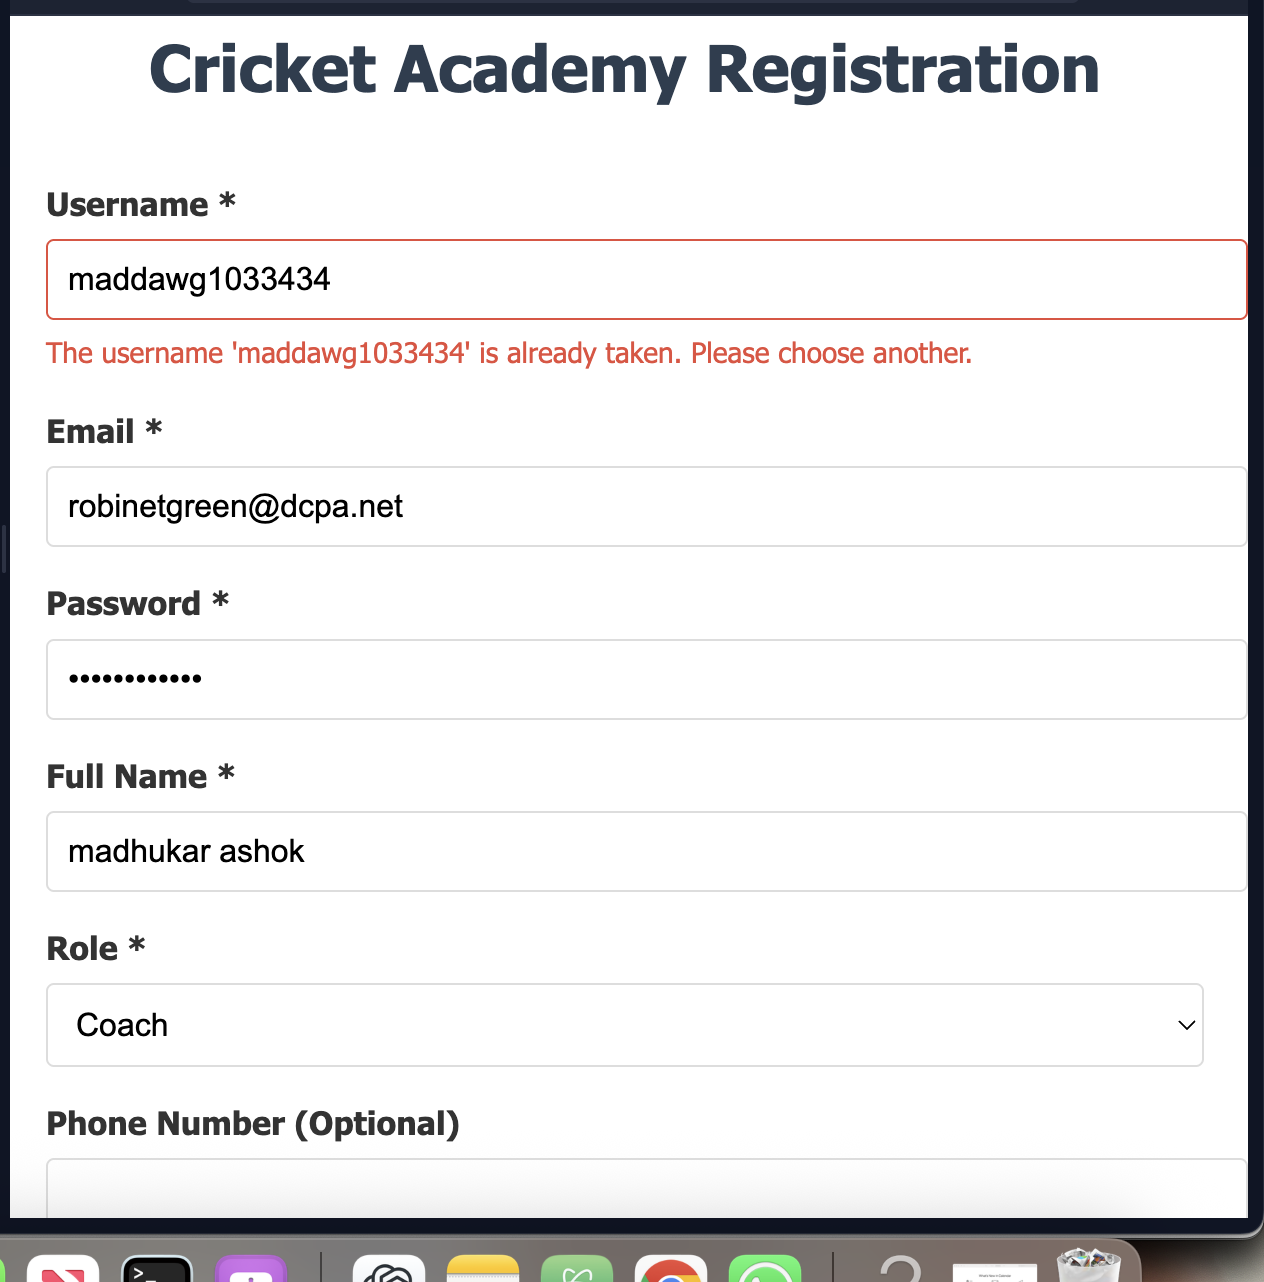 Cricket Academy Registration
Username *
maddawg1033434
The username 'maddawg1033434' is already taken. Please choose another.
Email *
robinetgreen@dcpa.net
Password *
••••••••••••
Full Name *
madhukar ashok
Role *
Coach
Phone Number (Optional)